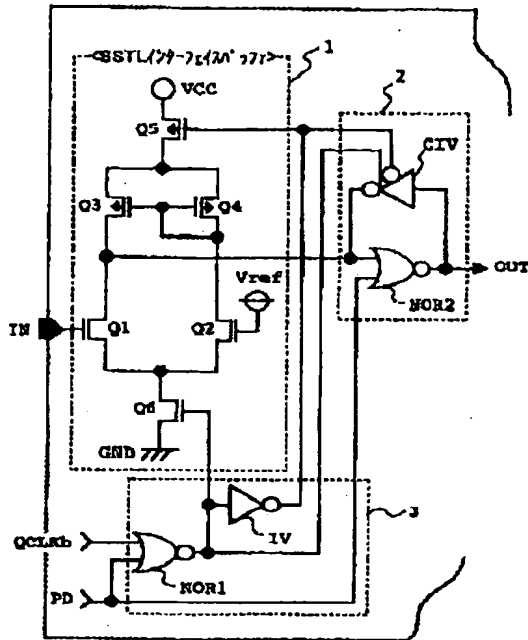 <SSTLインターフェイスバッファ>
1
VCC
Q5
2
CIV
Q3
Q4
Vref
OUT
NOR2
IN
Q1
Q2
Q6
GND
IV
3
QCLKb
NOR1
PD